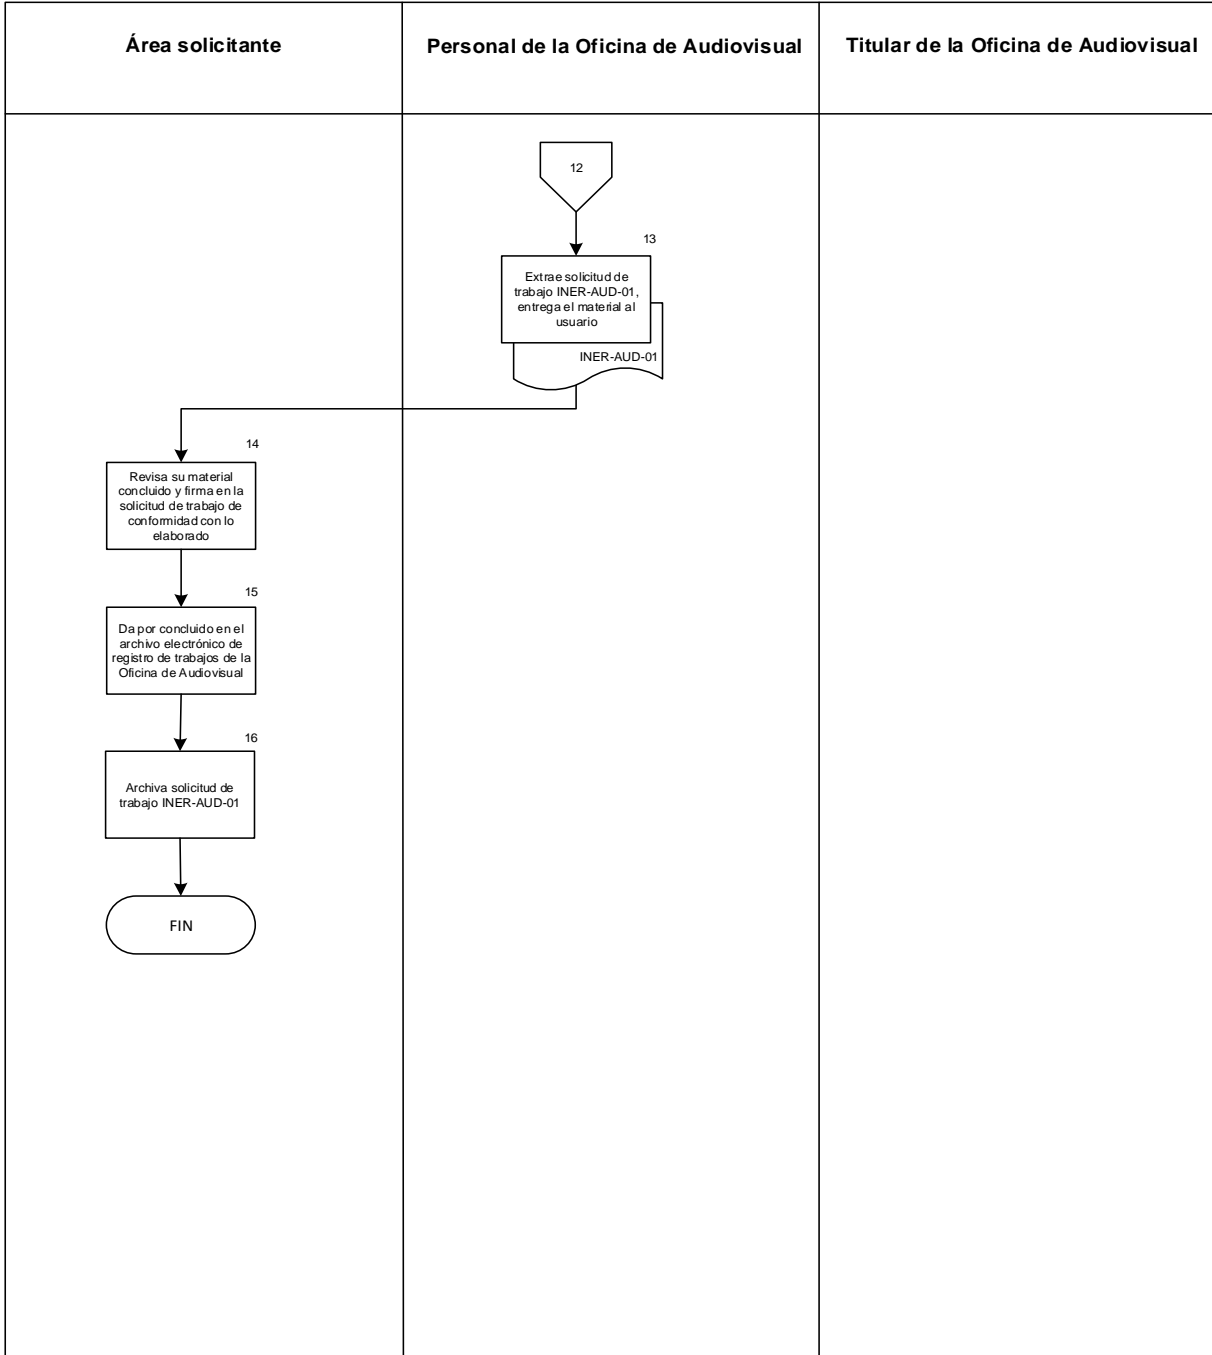 Área solicitante
Personal de la Oficina de Audiovisual
Titular de la Oficina de Audiovisual
12
13
Extrae solicitud de
trabajo INER-AUD-01,
entrega el material al
usuario
INER-AUD-01
14
Revisa su material
concluido y firma en la
solicitud de trabajo de
conformidad con lo
elaborado
15
Da por concluido en el
archivo electrónico de
registro de trabajos de la
Oficina de Audiovisual
16
Archiva solicitud de
trabajo INER-AUD-01
FIN